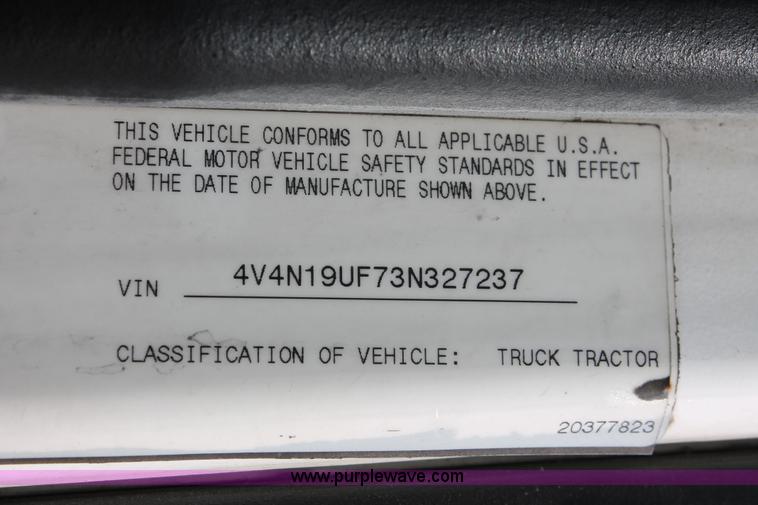 THIS VEHICLE CONFORMS TO ALL APPLICABLE U.S.A.
FEDERAL MOTOR VEHICLE SAFETY STANDARDS IN EFFECT
ON THE DATE OF MANUFACTURE SHOWN ABOVE.
VIN 4V4N19UF73N327237
CLASSIFICATION OF VEHICLE: TRUCK TRACTOR
20377823
www.purplewave.com